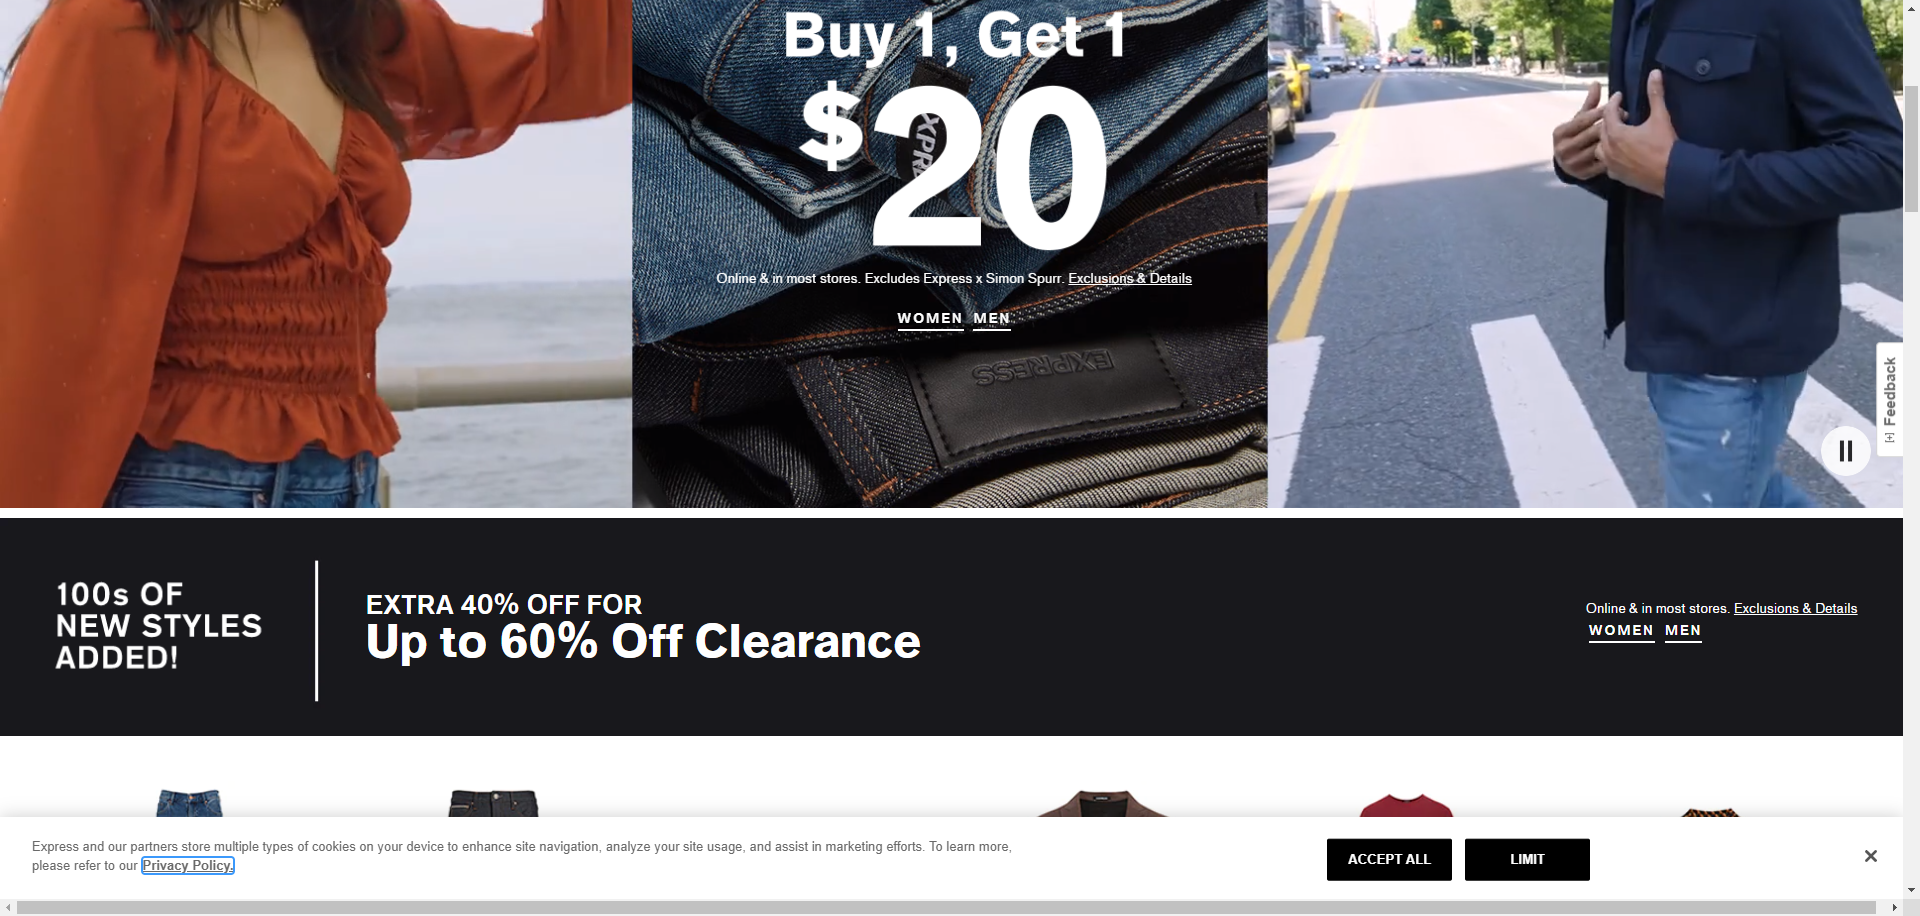 Buy 1, Get 1
$20
Online & in most stores. Excludes Express x Simon Spurr. Exclusions & Details
WOMEN MEN
EXPRESS
[+] Feedback
100s OF
NEW STYLES
ADDED!
EXTRA 40% OFF FOR
Up to 60% Off Clearance
Online & in most stores. Exclusions & Details
WOMEN MEN
Express and our partners store multiple types of cookies on your device to enhance site navigation, analyze your site usage, and assist in marketing efforts. To learn more,
please refer to our Privacy Policy.
ACCEPT ALL
LIMIT